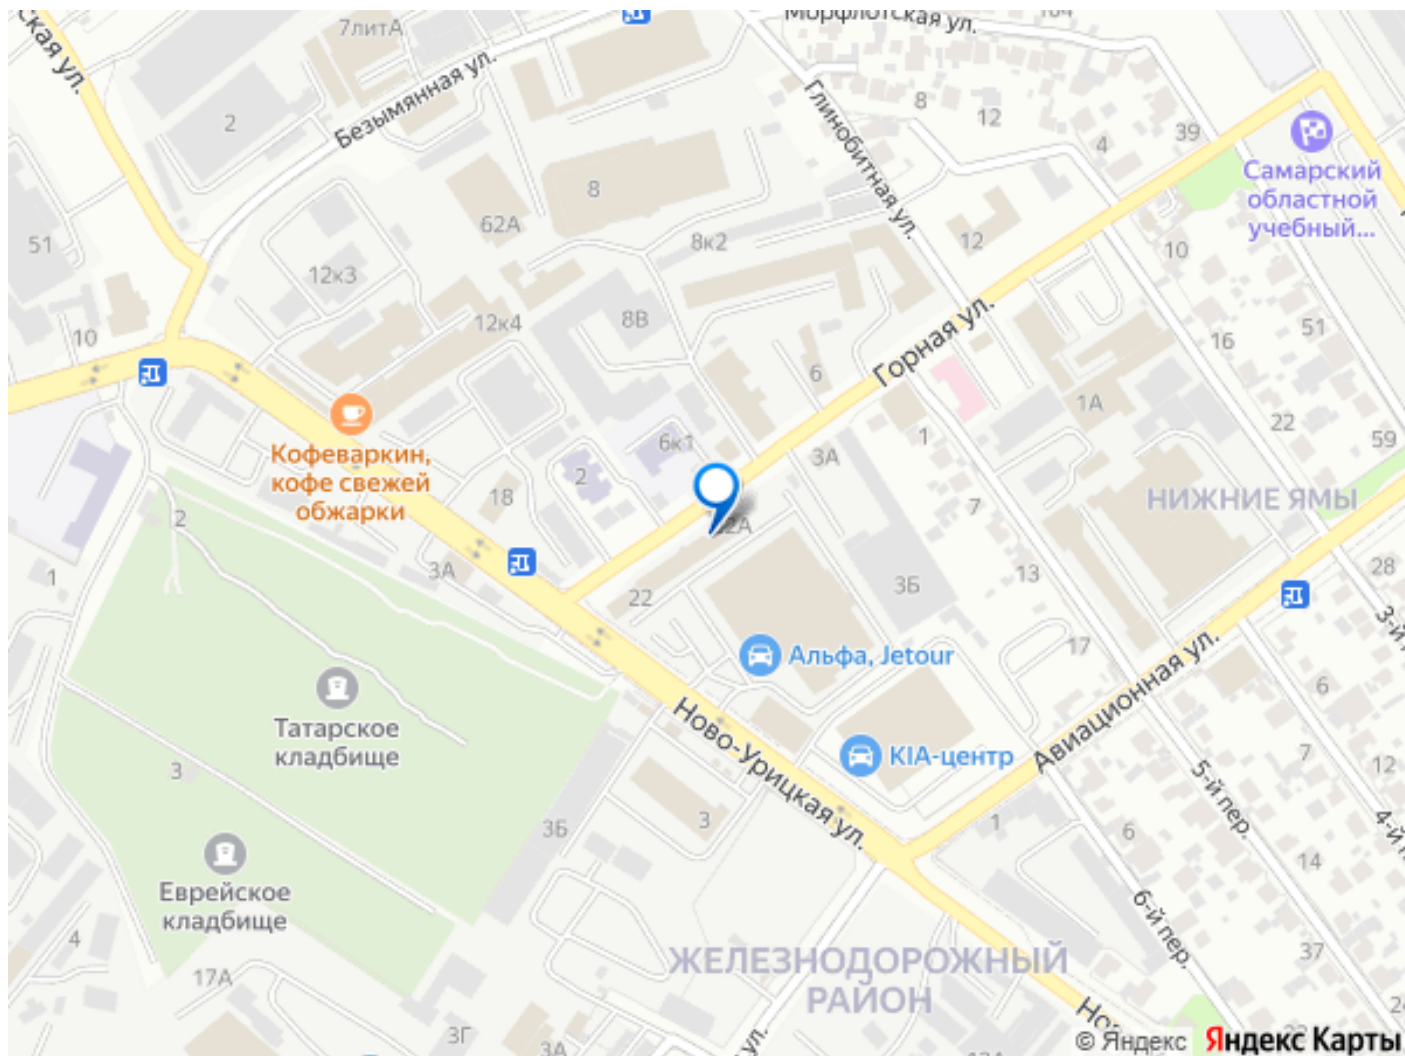 Морфлотская ул.
7литА
ская ул.
Безымянная ул.
2
8
12
4
39
Глинобитная ул.
Самарский
областной
учебный...
8
62А
51
12к3
8к2
12
10
10
12к4
8В
Горная ул.
16
51
6
1А
22
59
Кофеваркин,
кофе свежей
обжарки
6к1
1
3А
2
18
7
НИЖНИЕ ЯМЫ
2
3А
13
28
1
22
3Б
17
Альфа, Jetour
Авиационная ул.
6
Татарское
кладбище
Ново-Урицкая ул.
KIA-центр
7
12
3
3
3Б
1
6
5-й пер.
14
Еврейское
кладбище
6-й пер.
4
37
ЖЕЛЕЗНОДОРОЖНЫЙ
РАЙОН
17А
3Г
3А
© Яндекс Яндекс Карты